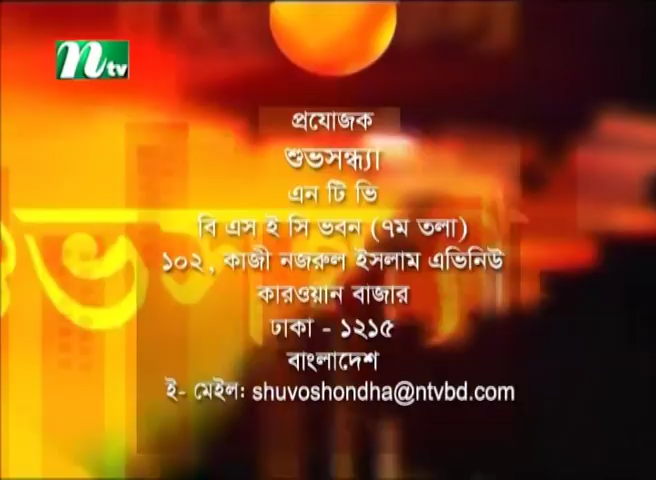 ntv
প্রযোজক
শুভসন্ধ্যা
এন টি ভি
বি এস ই সি ভবন (৭ম তলা)
১০২, কাজী নজরুল ইসলাম এভিনিউ
কারওয়ান বাজার
ঢাকা - ১২১৫
বাংলাদেশ
ই- মেইলঃ shuvoshondha@ntvbd.com